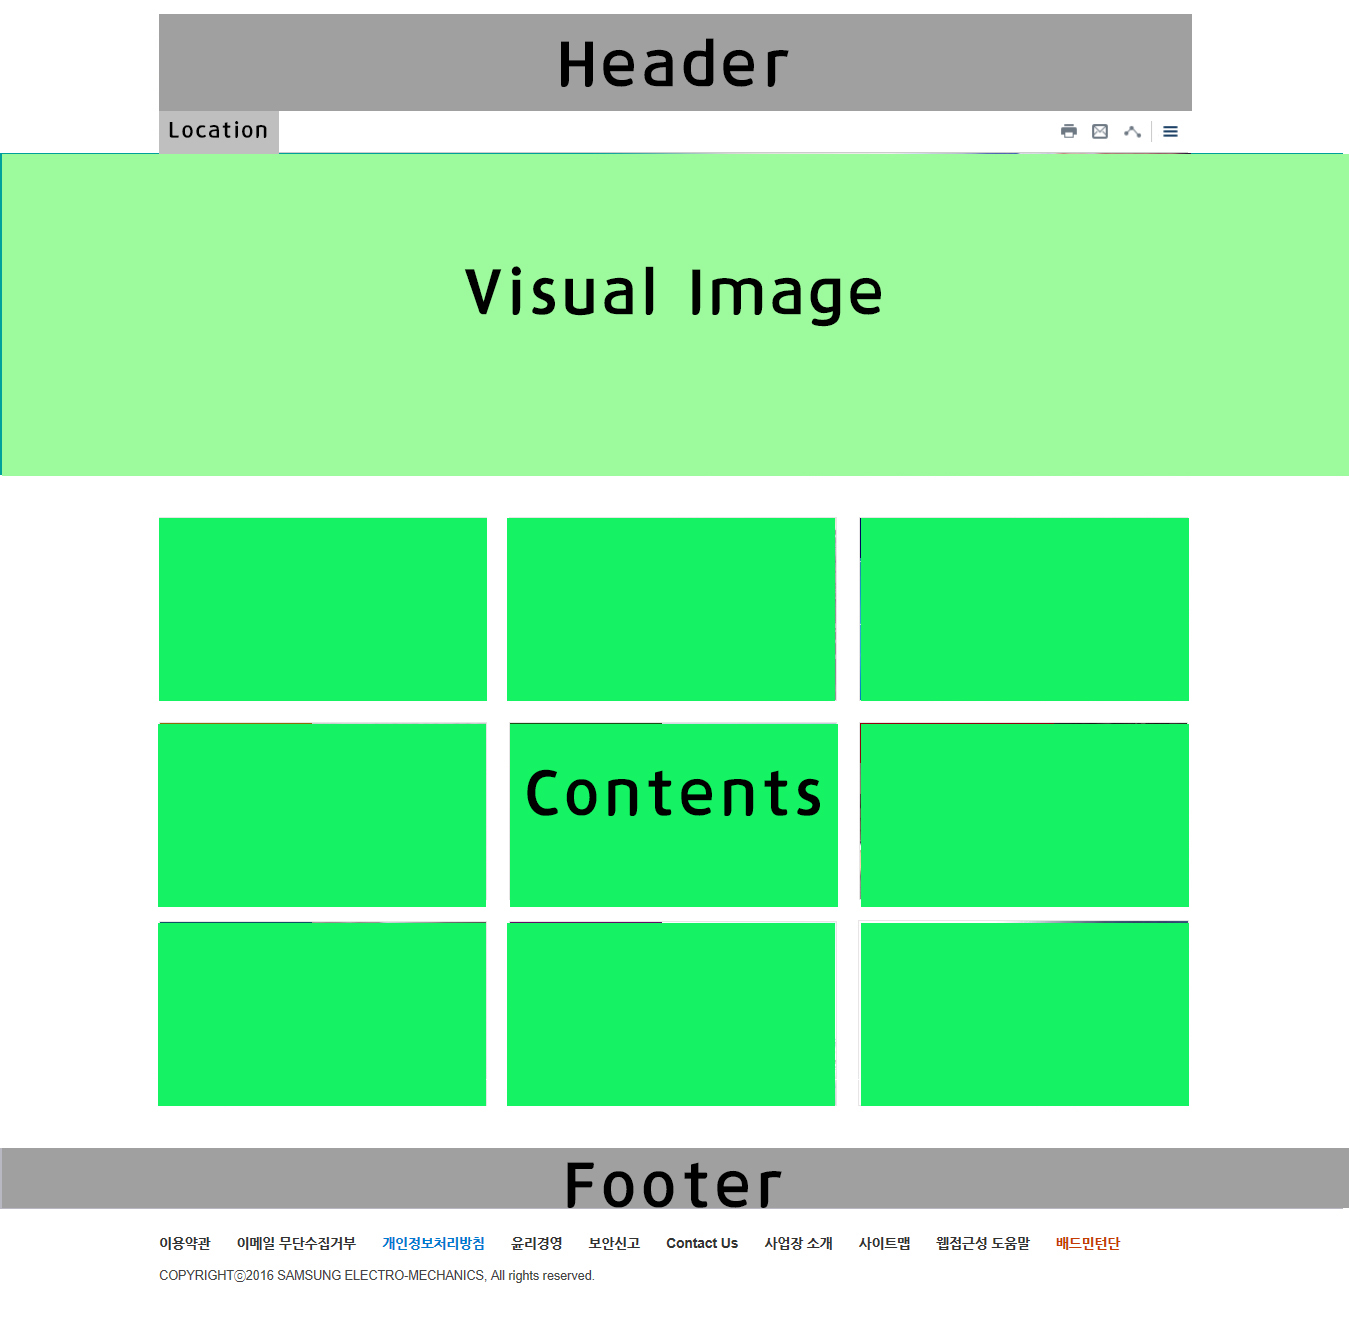 Header
Location
Visual Image
Contents
Footer
이용약관 이메일 무단수집거부 개인정보처리방침 윤리경영 보안신고 Contact Us 사업장 소개 사이트맵 웹접근성 도움말 배드민턴단
COPYRIGHTⓒ2016 SAMSUNG ELECTRO-MECHANICS, All rights reserved.